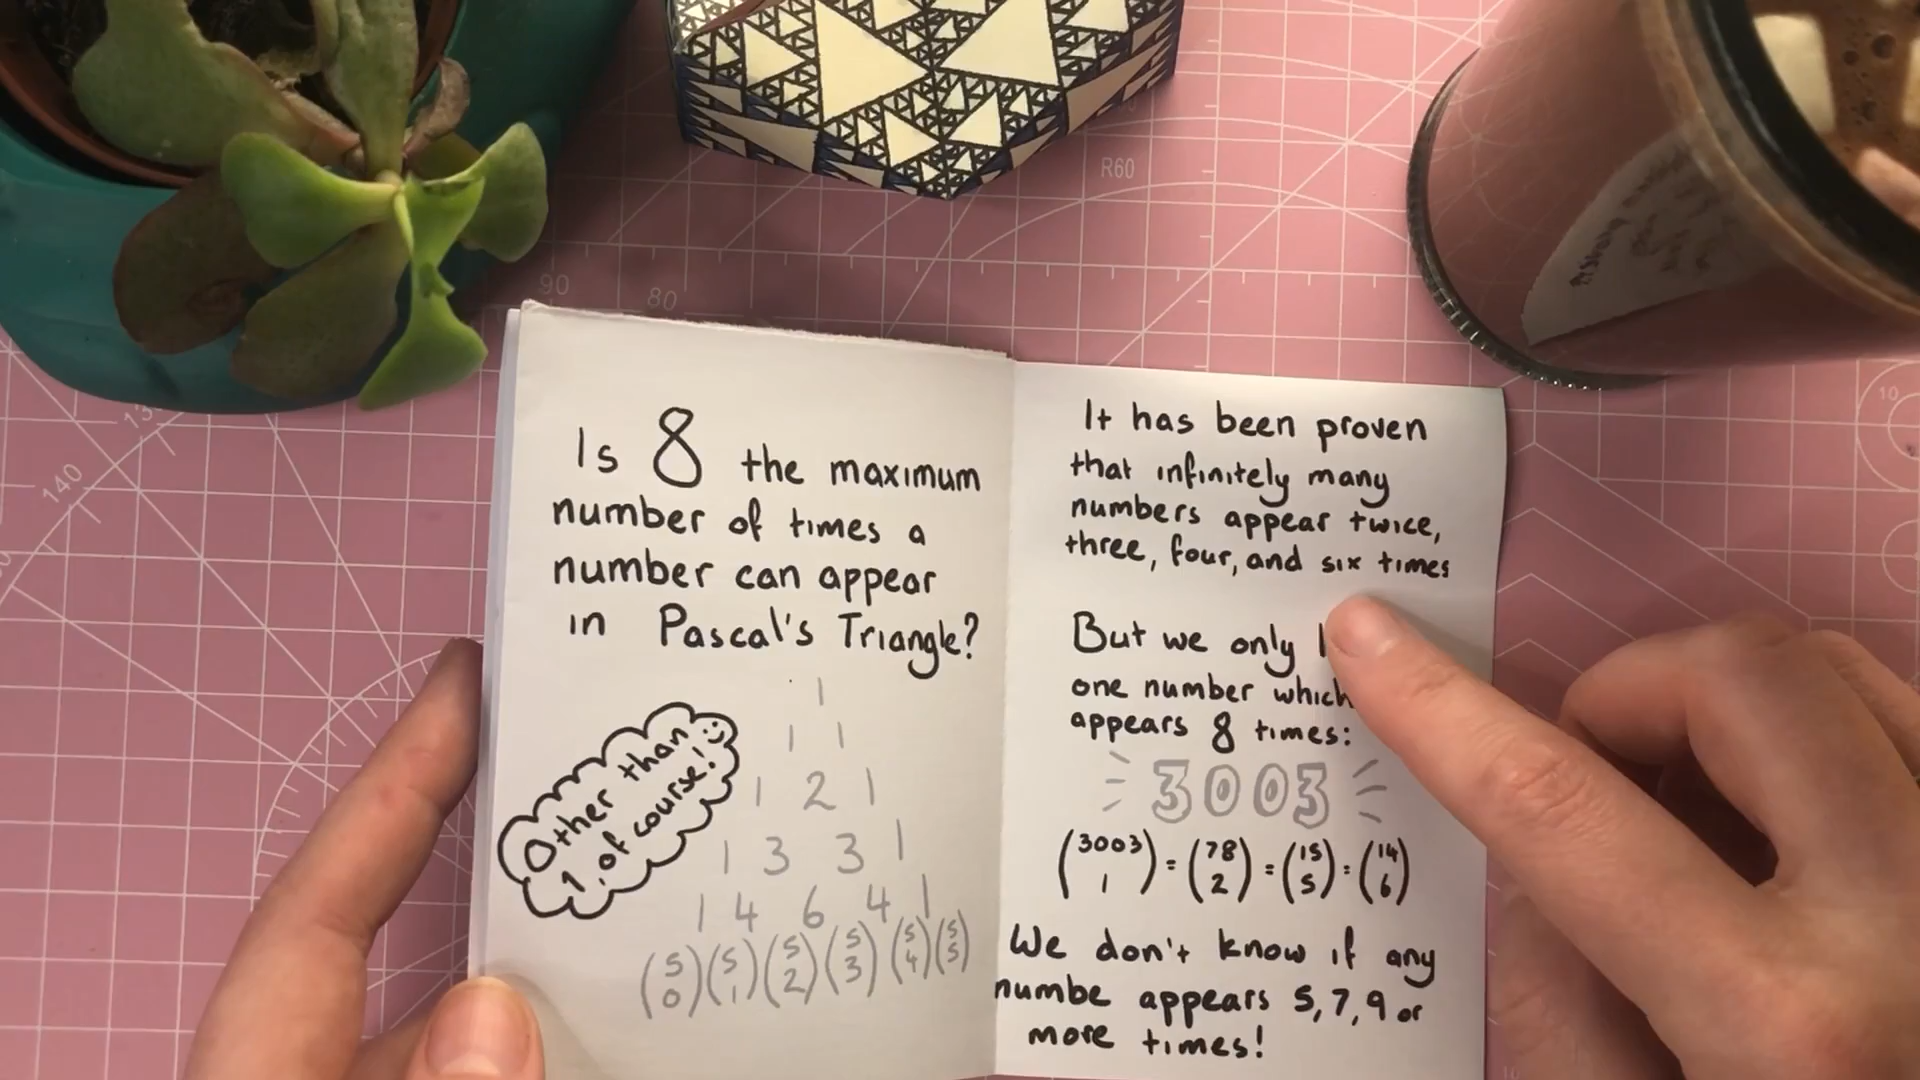 R60
90
80
140
10
Is 8 the maximum
number of times a
number can appear
in Pascal's Triangle?
Other than
1, of course!
1
1 1
1 2 1
1 3 3 1
1 4 6 4 1
(5 0) (5 1) (5 2) (5 3) (5 4) (5 5)
It has been proven
that infinitely many
numbers appear twice,
three, four, and six times
But we only
one number which
appears 8 times:
3003
(3003 1) = (78 2) = (15 5) = (14 6)
We don't know if any
numbe appears 5, 7, 9 or
more times!